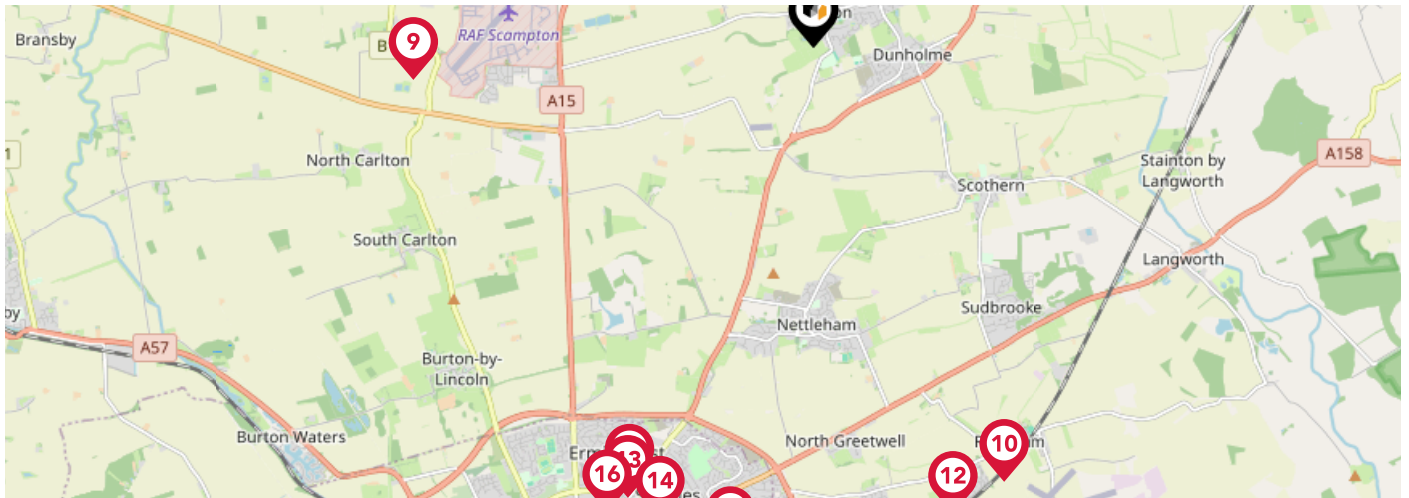 Bransby
9
RAF Scampton
B
Dunholme
A15
A158
North Carlton
Stainton by
Langworth
Scothern
South Carlton
Langworth
Sudbrooke
Nettleham
A57
Burton-by-
Lincoln
Burton Waters
North Greetwell
10
13
16
14
12